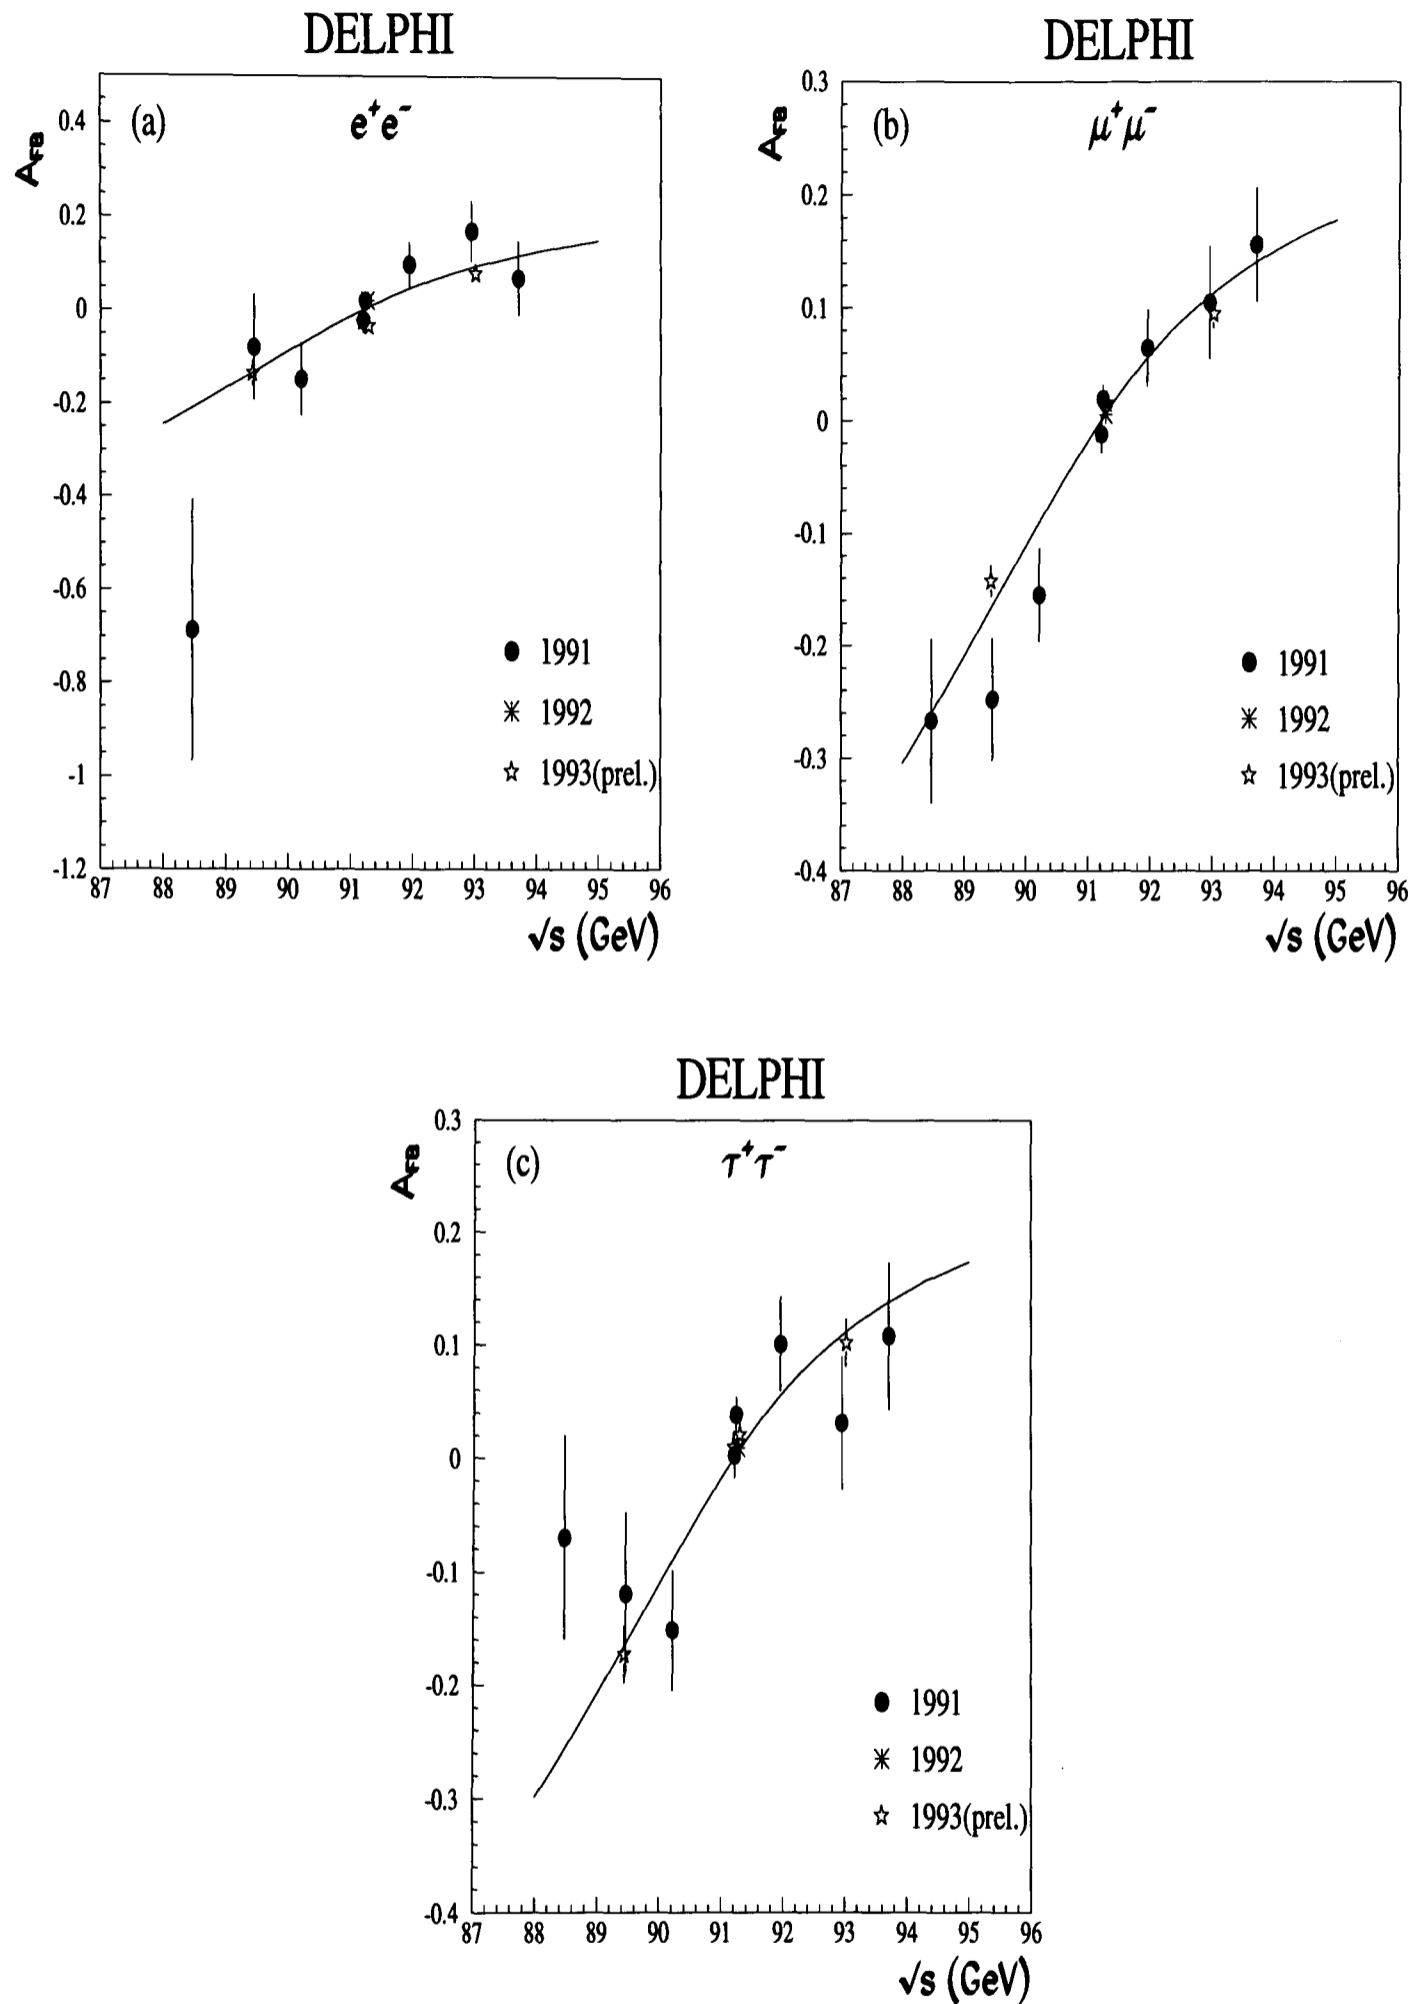 DELPHI
(a) e⁺e⁻
A_FB
0.4
0.2
0
-0.2
-0.4
-0.6
-0.8
-1
-1.2
1991
1992
1993(prel.)
87 88 89 90 91 92 93 94 95 96
√s (GeV)
DELPHI
(b) μ⁺μ⁻
A_FB
0.3
0.2
0.1
0
-0.1
-0.2
-0.3
-0.4
1991
1992
1993(prel.)
87 88 89 90 91 92 93 94 95 96
√s (GeV)
DELPHI
(c) τ⁺τ⁻
A_FB
0.3
0.2
0.1
0
-0.1
-0.2
-0.3
-0.4
1991
1992
1993(prel.)
87 88 89 90 91 92 93 94 95 96
√s (GeV)